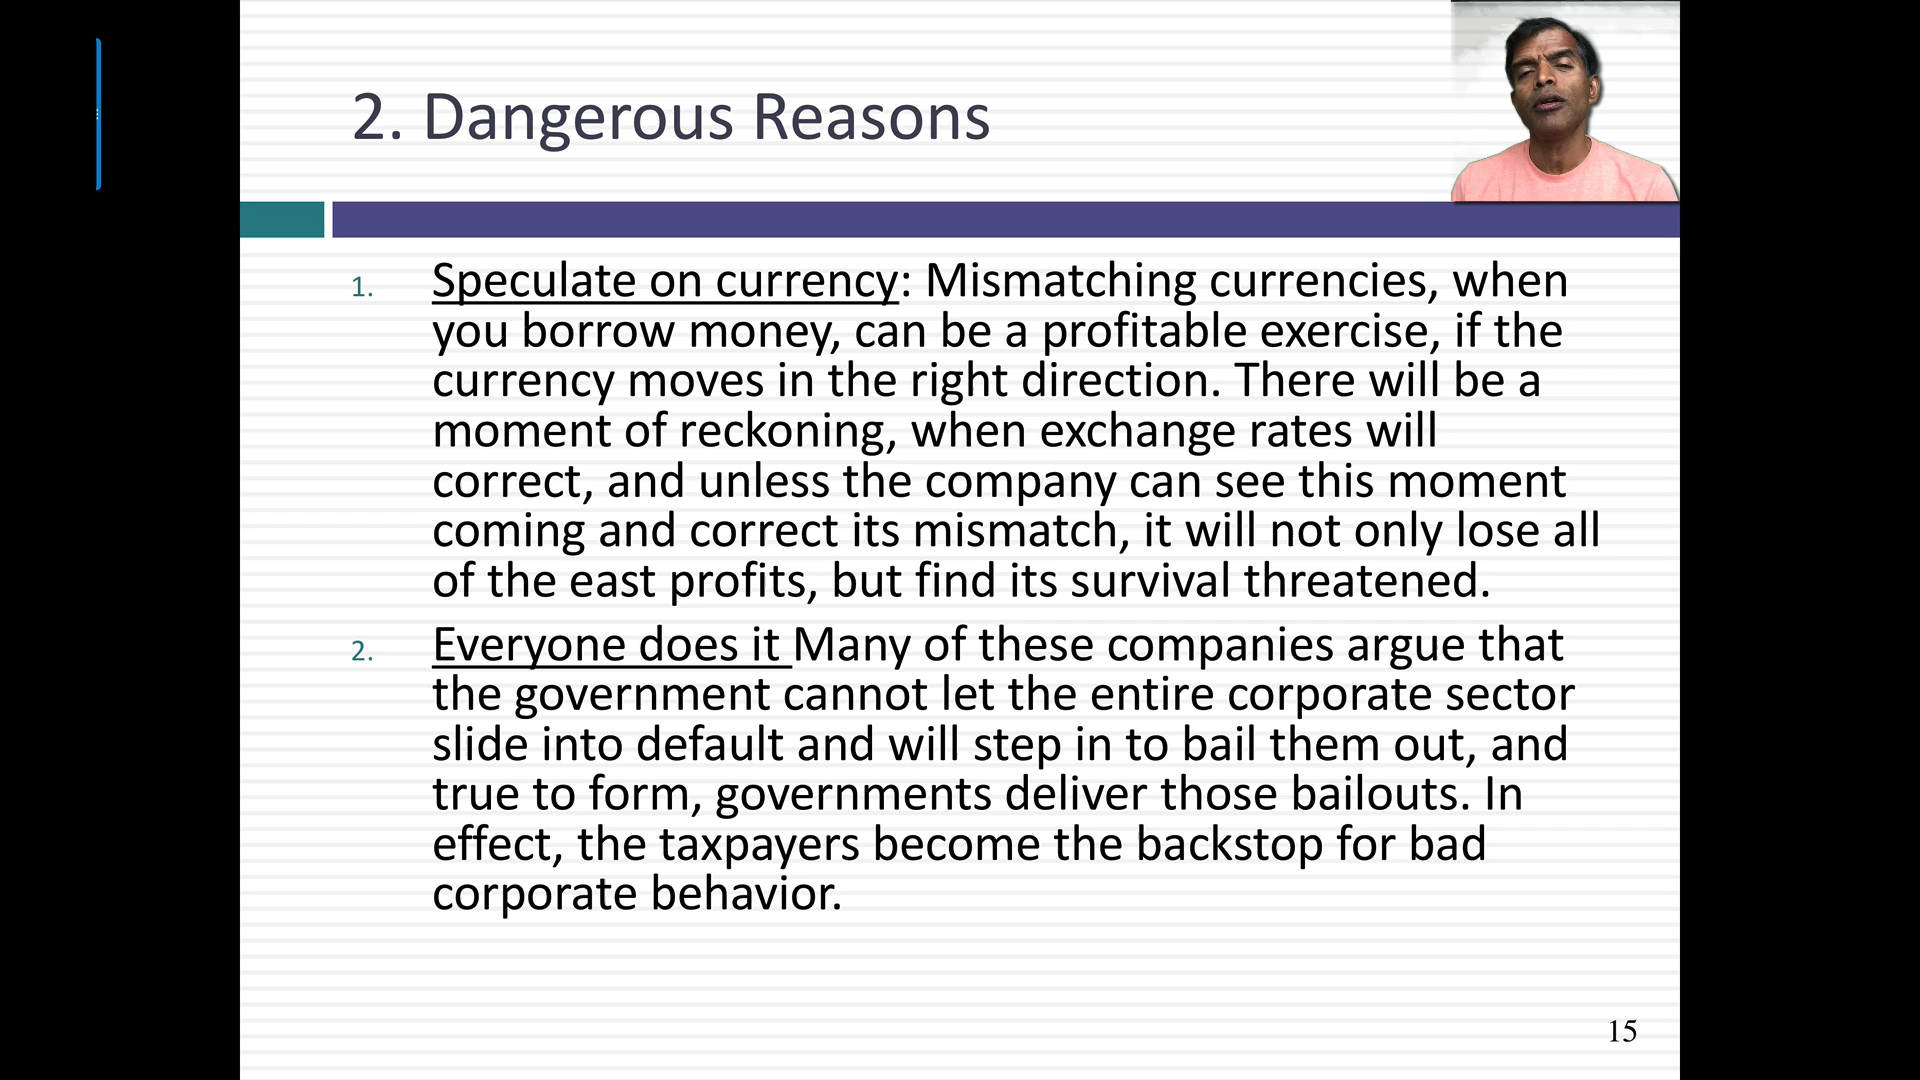 2. Dangerous Reasons
1. Speculate on currency: Mismatching currencies, when
you borrow money, can be a profitable exercise, if the
currency moves in the right direction. There will be a
moment of reckoning, when exchange rates will
correct, and unless the company can see this moment
coming and correct its mismatch, it will not only lose all
of the east profits, but find its survival threatened.
2. Everyone does it Many of these companies argue that
the government cannot let the entire corporate sector
slide into default and will step in to bail them out, and
true to form, governments deliver those bailouts. In
effect, the taxpayers become the backstop for bad
corporate behavior.
15